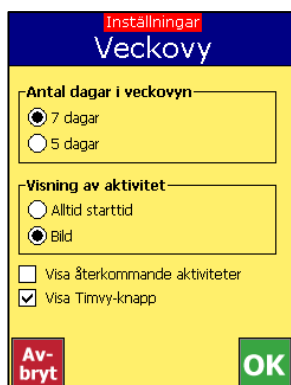 Inställningar
Veckovy
Antal dagar i veckovyn
7 dagar
5 dagar
Visning av aktivitet
Alltid starttid
Bild
Visa återkommande aktiviteter
Visa Timvy-knapp
Av-
bryt
OK